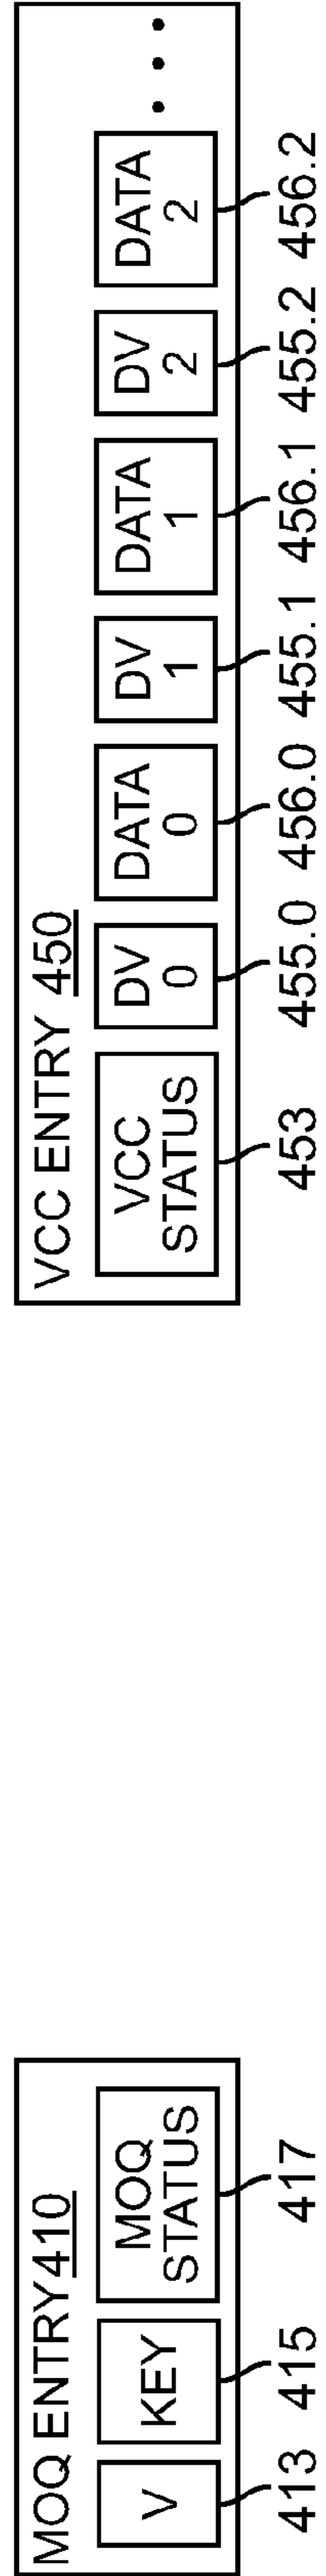 MOQ ENTRY 410
V
KEY
MOQ
STATUS
413
415
417
VCC ENTRY 450
VCC
STATUS
DV
0
DATA
0
DV
1
DATA
1
DV
2
DATA
2
• • •
453
455.0
456.0
455.1
456.1
455.2
456.2